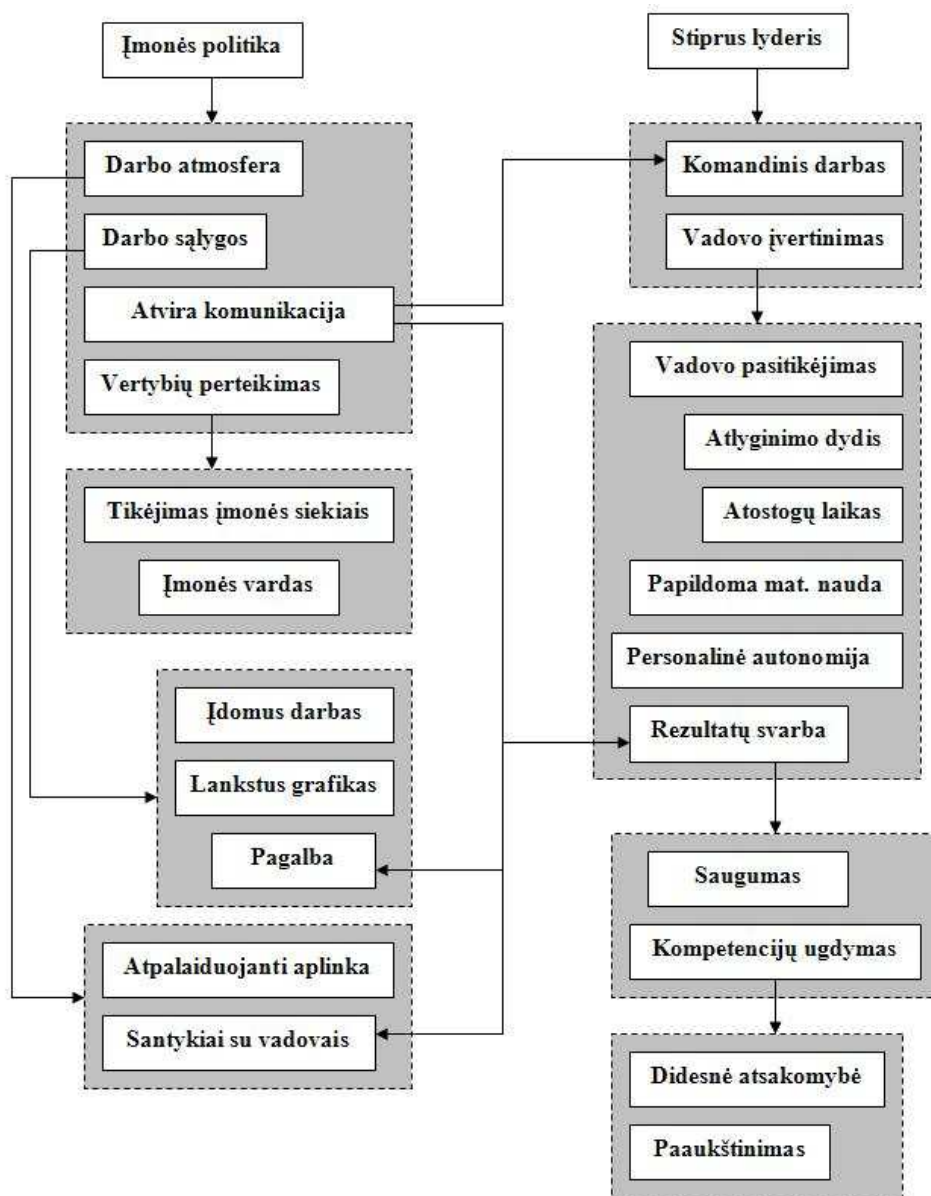 Įmonės politika
Darbo atmosfera
Darbo sąlygos
Atvira komunikacija
Vertybių perteikimas
Tikėjimas įmonės siekiais
Įmonės vardas
Įdomus darbas
Lankstus grafikas
Pagalba
Atpalaiduojanti aplinka
Santykiai su vadovais
Stiprus lyderis
Komandinis darbas
Vadovo įvertinimas
Vadovo pasitikėjimas
Atlyginimo dydis
Atostogų laikas
Papildoma mat. nauda
Personalinė autonomija
Rezultatų svarba
Saugumas
Kompetencijų ugdymas
Didesnė atsakomybė
Paaukštinimas